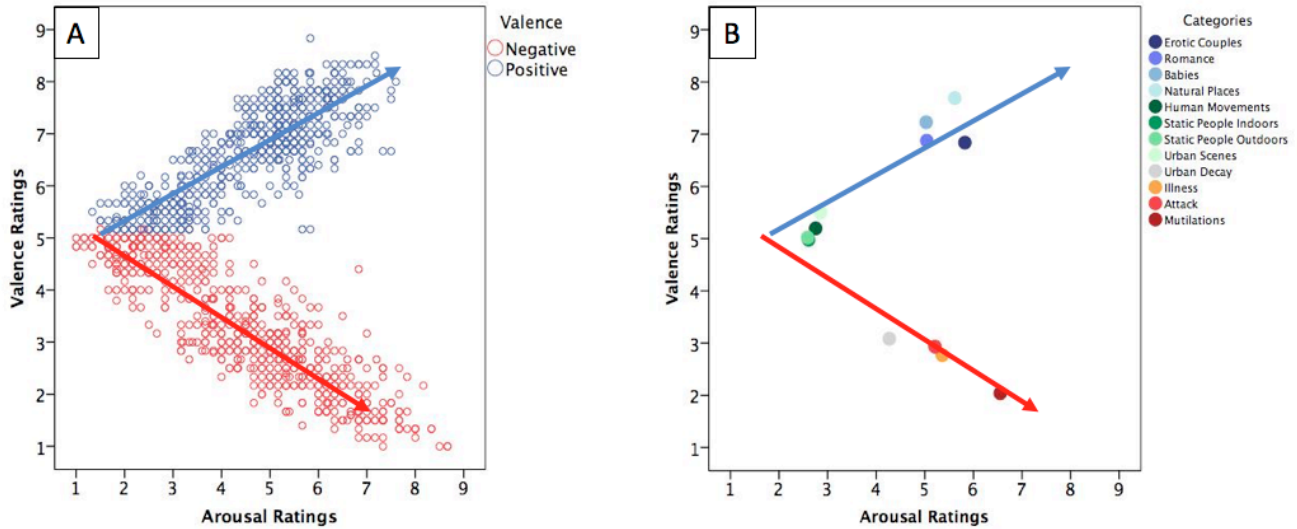 A
Valence
Negative
Positive
9
8
7
6
5
4
3
2
1
Valence Ratings
1 2 3 4 5 6 7 8 9
Arousal Ratings
B
Categories
Erotic Couples
Romance
Babies
Natural Places
Human Movements
Static People Indoors
Static People Outdoors
Urban Scenes
Urban Decay
Illness
Attack
Mutilations
9
8
7
6
5
4
3
2
1
Valence Ratings
1 2 3 4 5 6 7 8 9
Arousal Ratings